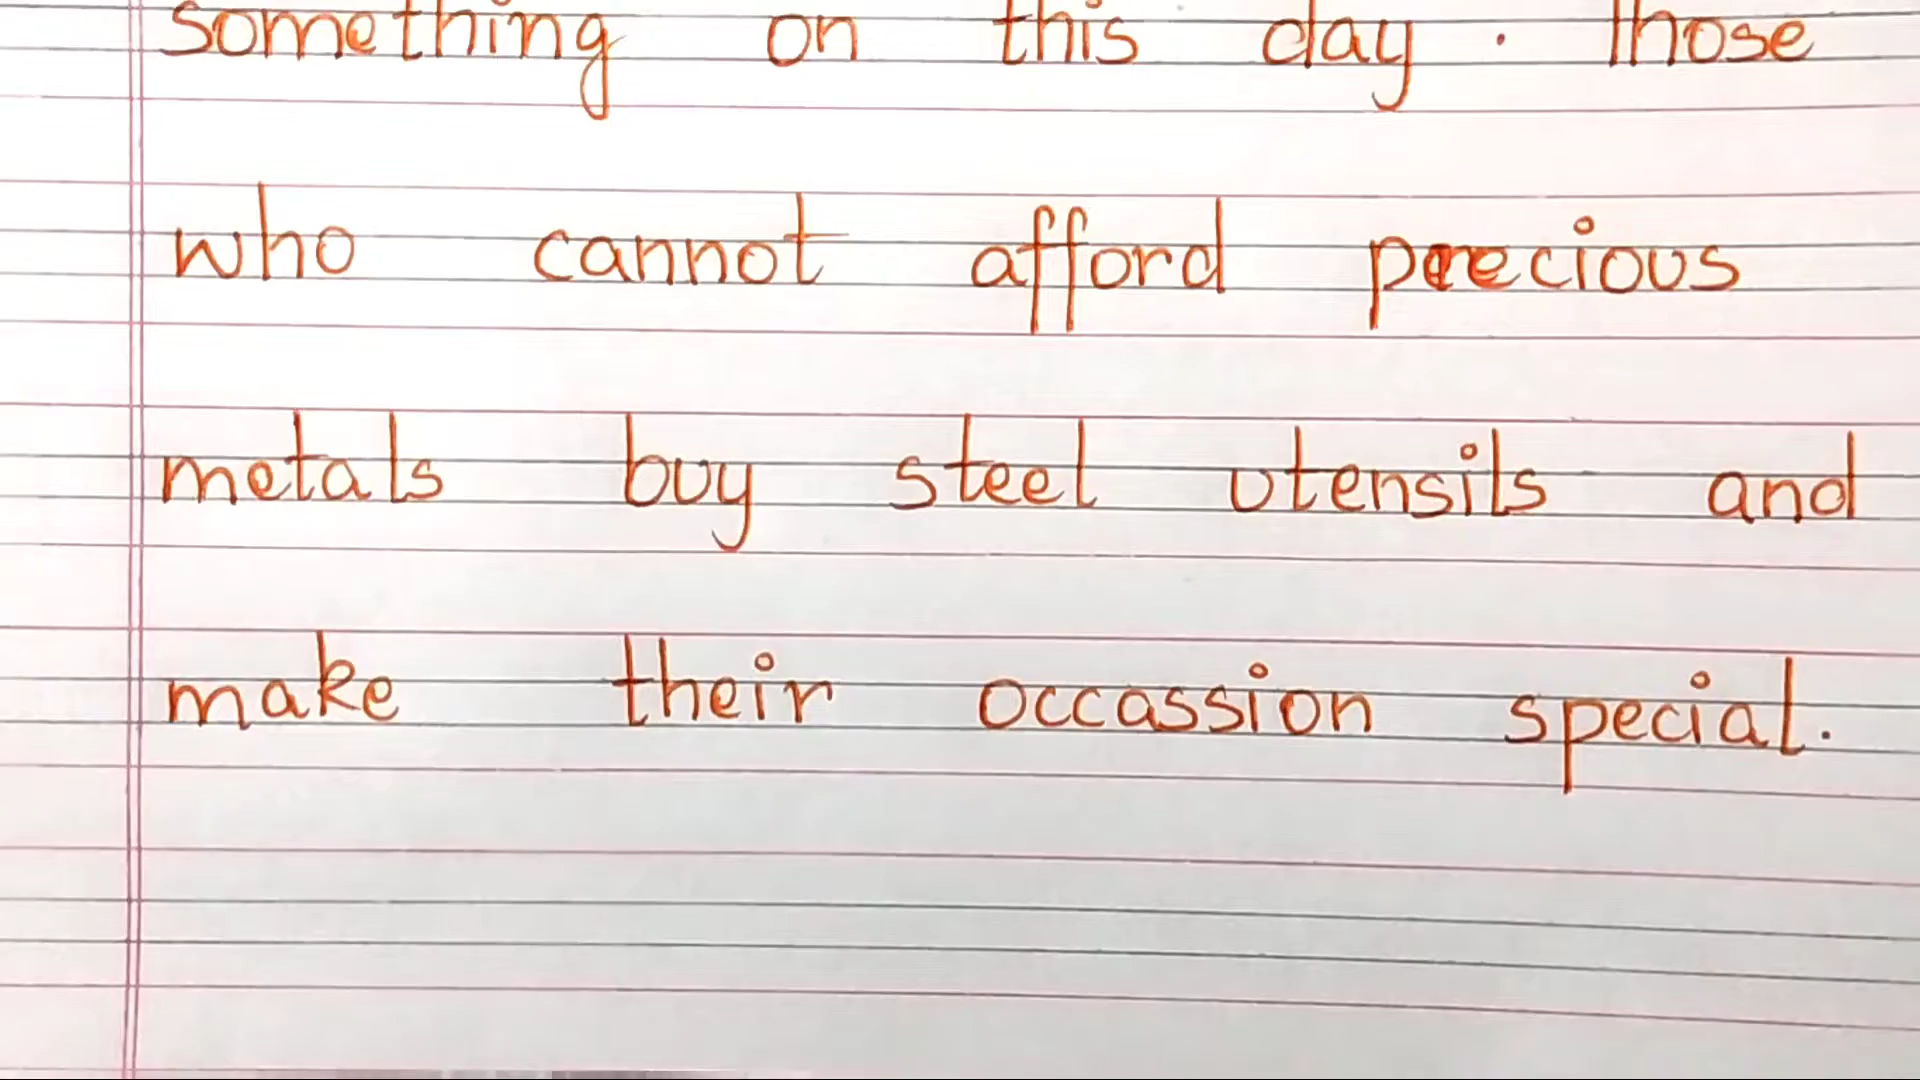 something on this day. Those
who cannot afford precious
metals buy steel utensils and
make their occassion special.